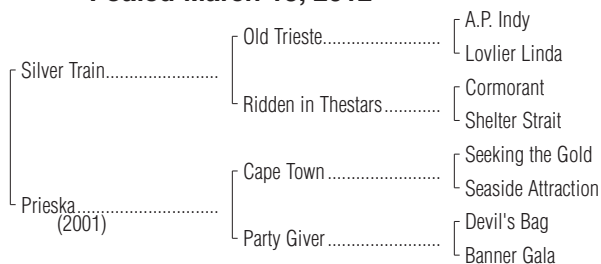 Foaled March 2012
A.P. Indy
Old Trieste
Lovlier Linda
Silver Train
Cormorant
Ridden in Thestars
Shelter Strait
Seeking the Gold
Cape Town
Seaside Attraction
Prieska
(2001)
Devil's Bag
Party Giver
Banner Gala